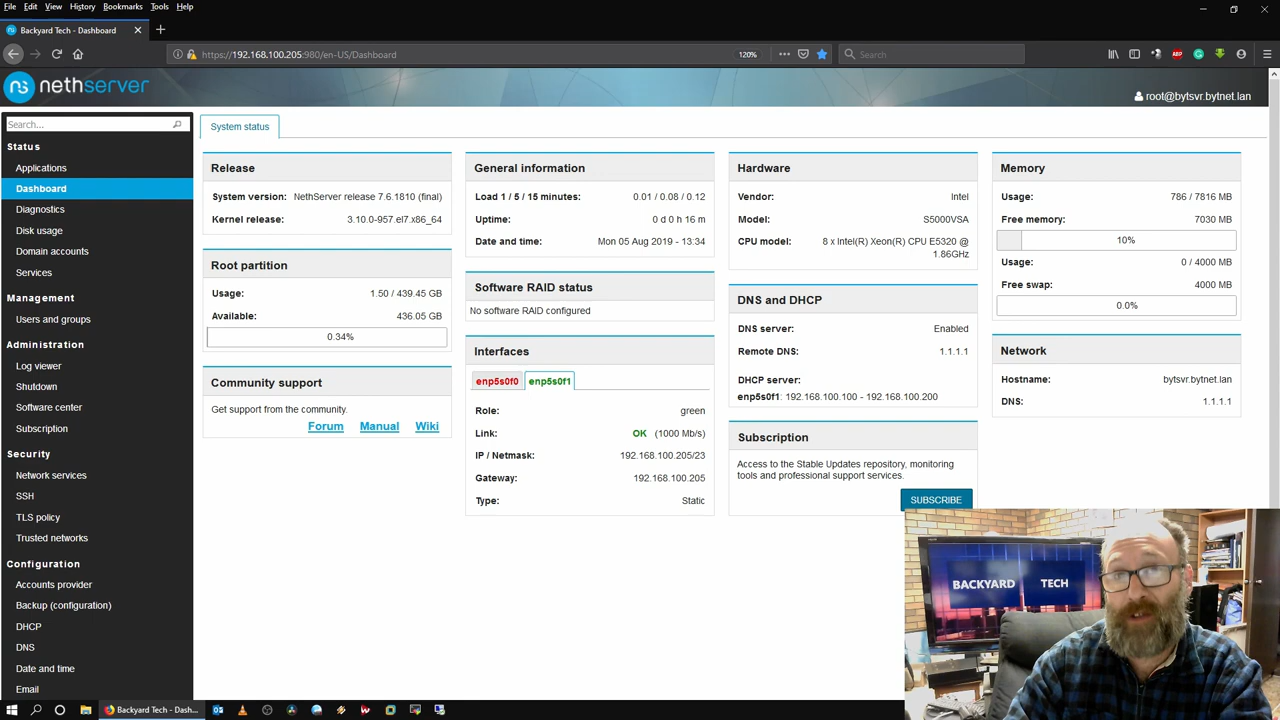 File Edit View History Bookmarks Tools Help
Backyard Tech - Dashboard
https://192.168.100.205:980/en-US/Dashboard
120%
Search
ABP
nethserver
root@bytsvr.bytnet.lan
Search...
Status
Applications
Dashboard
Diagnostics
Disk usage
Domain accounts
Services
Management
Users and groups
Administration
Log viewer
Shutdown
Software center
Subscription
Security
Network services
SSH
TLS policy
Trusted networks
Configuration
Accounts provider
Backup (configuration)
DHCP
DNS
Date and time
Email
System status
Release
System version: NethServer release 7.6.1810 (final)
Kernel release: 3.10.0-957.el7.x86_64
Root partition
Usage: 1.50 / 439.45 GB
Available: 436.05 GB
0.34%
Community support
Get support from the community.
Forum Manual Wiki
General information
Load 1 / 5 / 15 minutes: 0.01 / 0.08 / 0.12
Uptime: 0 d 0 h 16 m
Date and time: Mon 05 Aug 2019 - 13:34
Software RAID status
No software RAID configured
Interfaces
enp5s0f0 enp5s0f1
Role: green
Link: OK (1000 Mb/s)
IP / Netmask: 192.168.100.205/23
Gateway: 192.168.100.205
Type: Static
Hardware
Vendor: Intel
Model: S5000VSA
CPU model: 8 x Intel(R) Xeon(R) CPU E5320 @
1.86GHz
DNS and DHCP
DNS server: Enabled
Remote DNS: 1.1.1.1
DHCP server:
enp5s0f1: 192.168.100.100 - 192.168.100.200
Subscription
Access to the Stable Updates repository, monitoring
tools and professional support services.
SUBSCRIBE
Memory
Usage: 786 / 7816 MB
Free memory: 7030 MB
10%
Usage: 0 / 4000 MB
Free swap: 4000 MB
0.0%
Network
Hostname: bytsvr.bytnet.lan
DNS: 1.1.1.1
BACKYARD TECH
Backyard Tech - Dash...